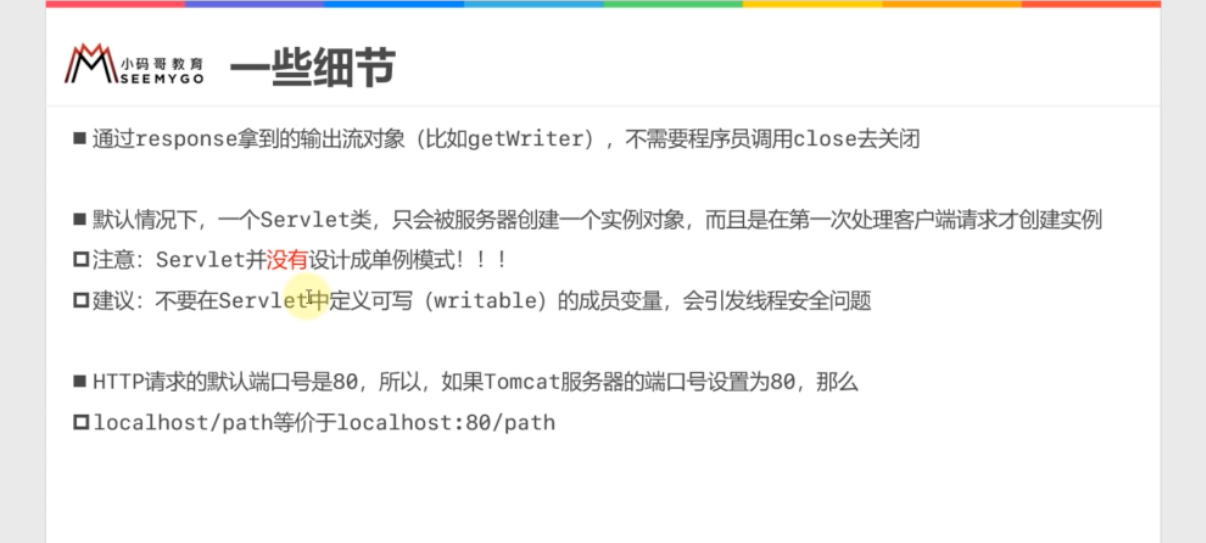 小码哥教育
SEEMYGO
一些细节
■ 通过response拿到的输出流对象（比如getWriter），不需要程序员调用close去关闭
■ 默认情况下，一个Servlet类，只会被服务器创建一个实例对象，而且是在第一次处理客户端请求才创建实例
注意：Servlet并没有设计成单例模式！！！
建议：不要在Servlet中定义可写（writable）的成员变量，会引发线程安全问题
■ HTTP请求的默认端口号是80，所以，如果Tomcat服务器的端口号设置为80，那么
localhost/path等价于localhost:80/path